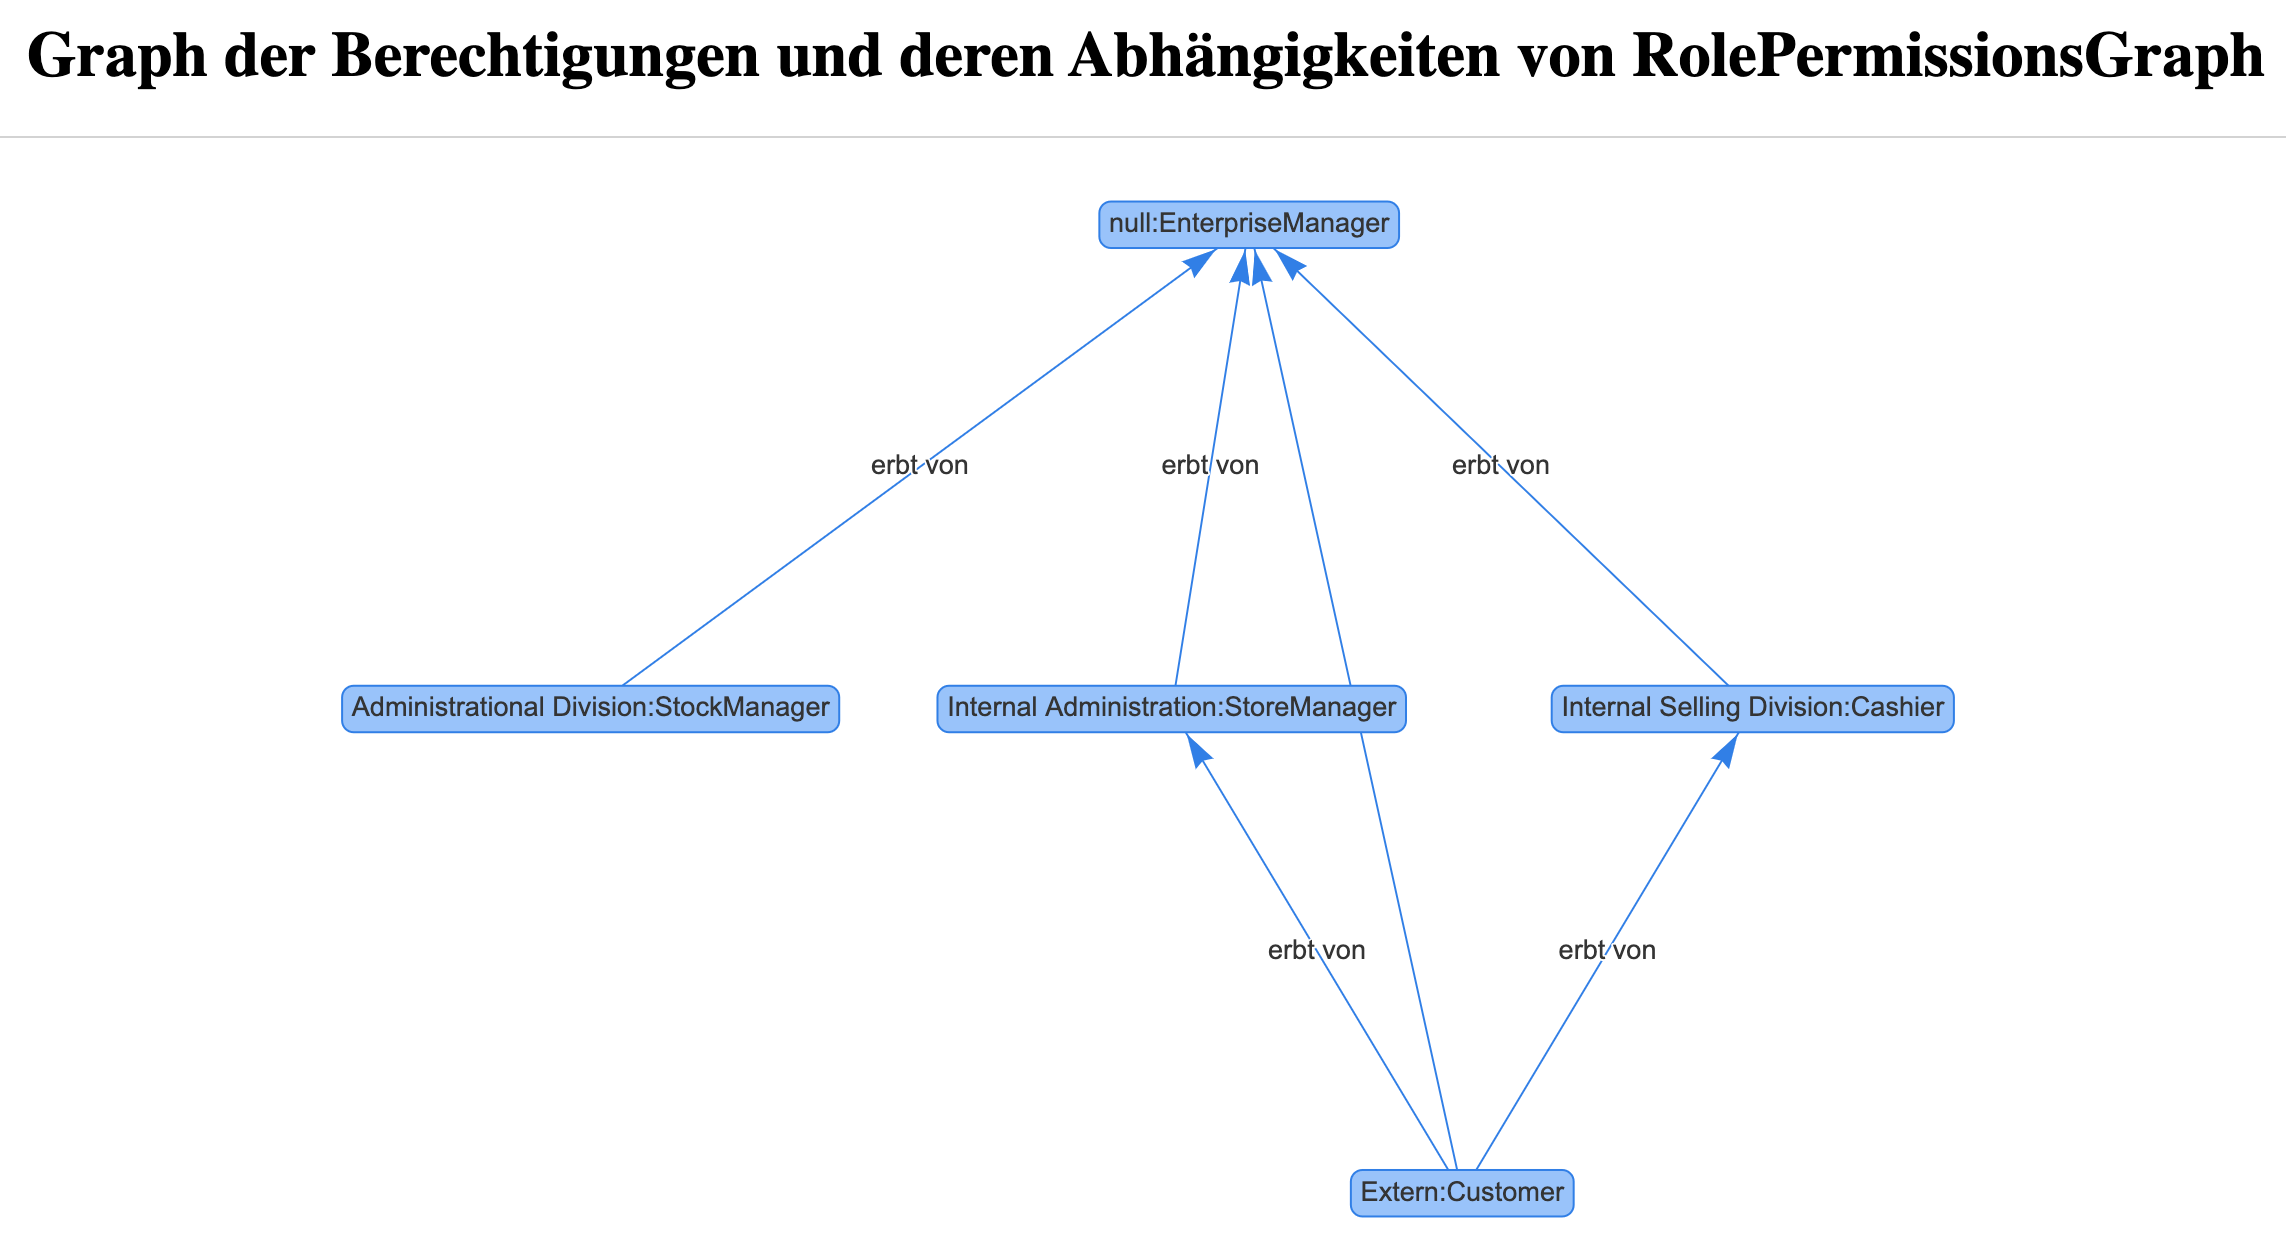 Graph der Berechtigungen und deren Abhängigkeiten von RolePermissionsGraph
null:EnterpriseManager
erbt von
erbt von
erbt von
Administrational Division:StockManager
Internal Administration:StoreManager
Internal Selling Division:Cashier
erbt von
erbt von
Extern:Customer